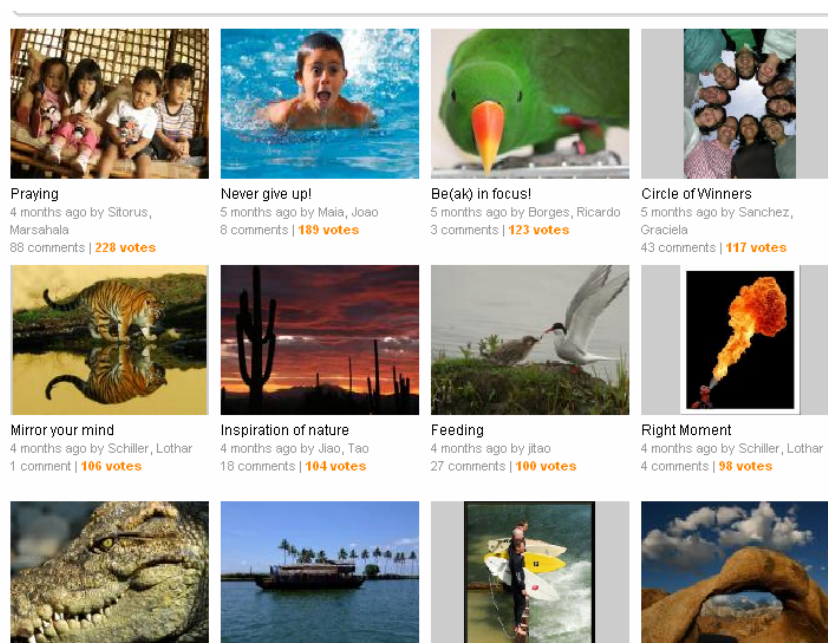 Praying
4 months ago by Sitorus,
Marsahala
88 comments | 228 votes
Never give up!
5 months ago by Maia, Joao
8 comments | 189 votes
Be(ak) in focus!
5 months ago by Borges, Ricardo
3 comments | 123 votes
Circle of Winners
5 months ago by Sanchez,
Graciela
43 comments | 117 votes
Mirror your mind
4 months ago by Schiller, Lothar
1 comment | 106 votes
Inspiration of nature
4 months ago by Jiao, Tao
18 comments | 104 votes
Feeding
4 months ago by jitao
27 comments | 100 votes
Right Moment
4 months ago by Schiller, Lothar
4 comments | 98 votes